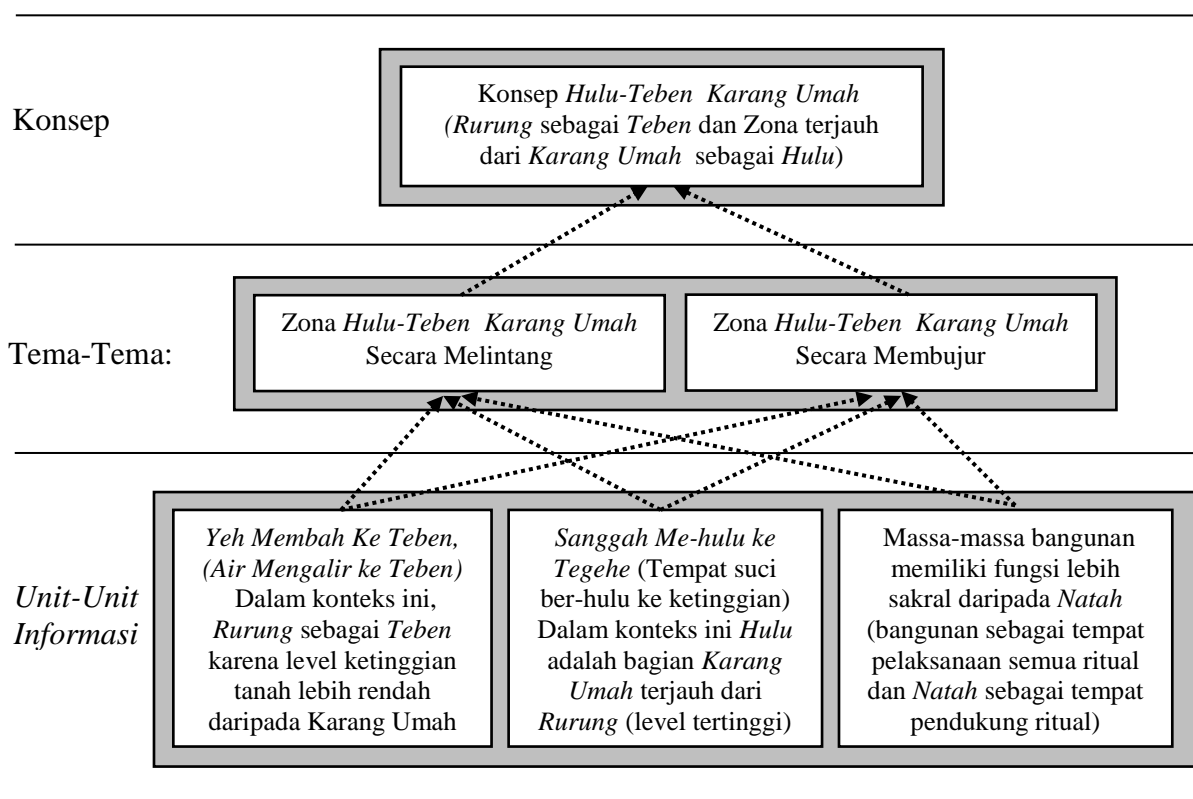 Konsep
Konsep Hulu-Teben Karang Umah
(Rurung sebagai Teben dan Zona terjauh
dari Karang Umah sebagai Hulu)
Tema-Tema:
Zona Hulu-Teben Karang Umah
Secara Melintang
Zona Hulu-Teben Karang Umah
Secara Membujur
Unit-Unit
Informasi
Yeh Membah Ke Teben,
(Air Mengalir ke Teben)
Dalam konteks ini,
Rurung sebagai Teben
karena level ketinggian
tanah lebih rendah
daripada Karang Umah
Sanggah Me-hulu ke
Tegehe (Tempat suci
ber-hulu ke ketinggian)
Dalam konteks ini Hulu
adalah bagian Karang
Umah terjauh dari
Rurung (level tertinggi)
Massa-massa bangunan
memiliki fungsi lebih
sakral daripada Natah
(bangunan sebagai tempat
pelaksanaan semua ritual
dan Natah sebagai tempat
pendukung ritual)